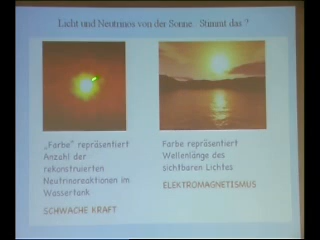 Licht und Neutrinos von der Sonne. Stimmt das ?
„Farbe" repräsentiert
Anzahl der
rekonstruierten
Neutrinoreaktionen im
Wassertank
SCHWACHE KRAFT
Farbe repräsentiert
Wellenlänge des
sichtbaren Lichtes
ELEKTROMAGNETISMUS